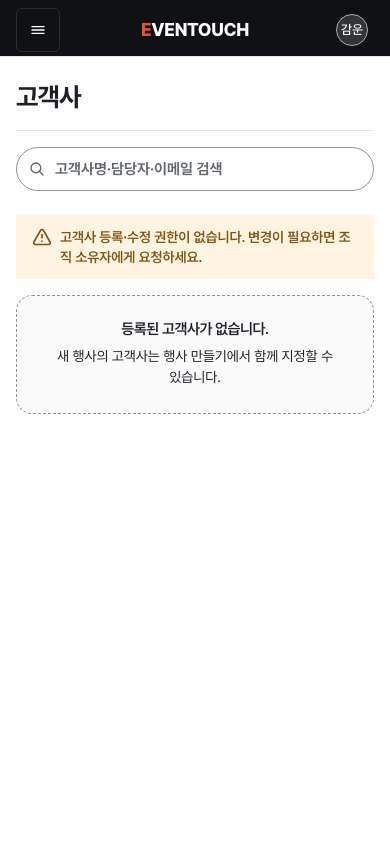 EVENTOUCH
감운
고객사
고객사명·담당자·이메일 검색
고객사 등록·수정 권한이 없습니다. 변경이 필요하면 조
직 소유자에게 요청하세요.
등록된 고객사가 없습니다.
새 행사의 고객사는 행사 만들기에서 함께 지정할 수
있습니다.